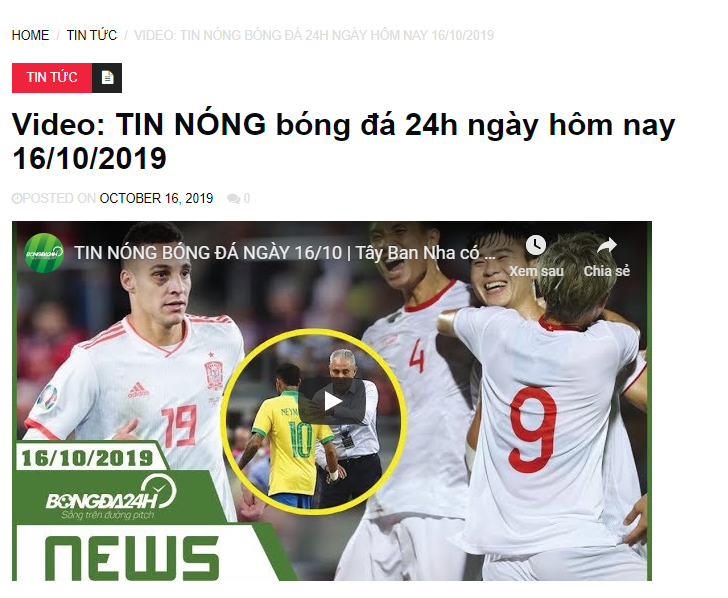 HOME / TIN TỨC / VIDEO: TIN NÓNG BÓNG ĐÁ 24H NGÀY HÔM NAY 16/10/2019
TIN TỨC
Video: TIN NÓNG bóng đá 24h ngày hôm nay
16/10/2019
POSTED ON OCTOBER 16, 2019 0
BONGDA24H
TIN NÓNG BÓNG ĐÁ NGÀY 16/10 | Tây Ban Nha có ...
Xem sau
Chia sẻ
4
adidas
19
NEYMAR
10
9
16/10/2019
BONGDA24H
Sống trên đường pitch
NEWS